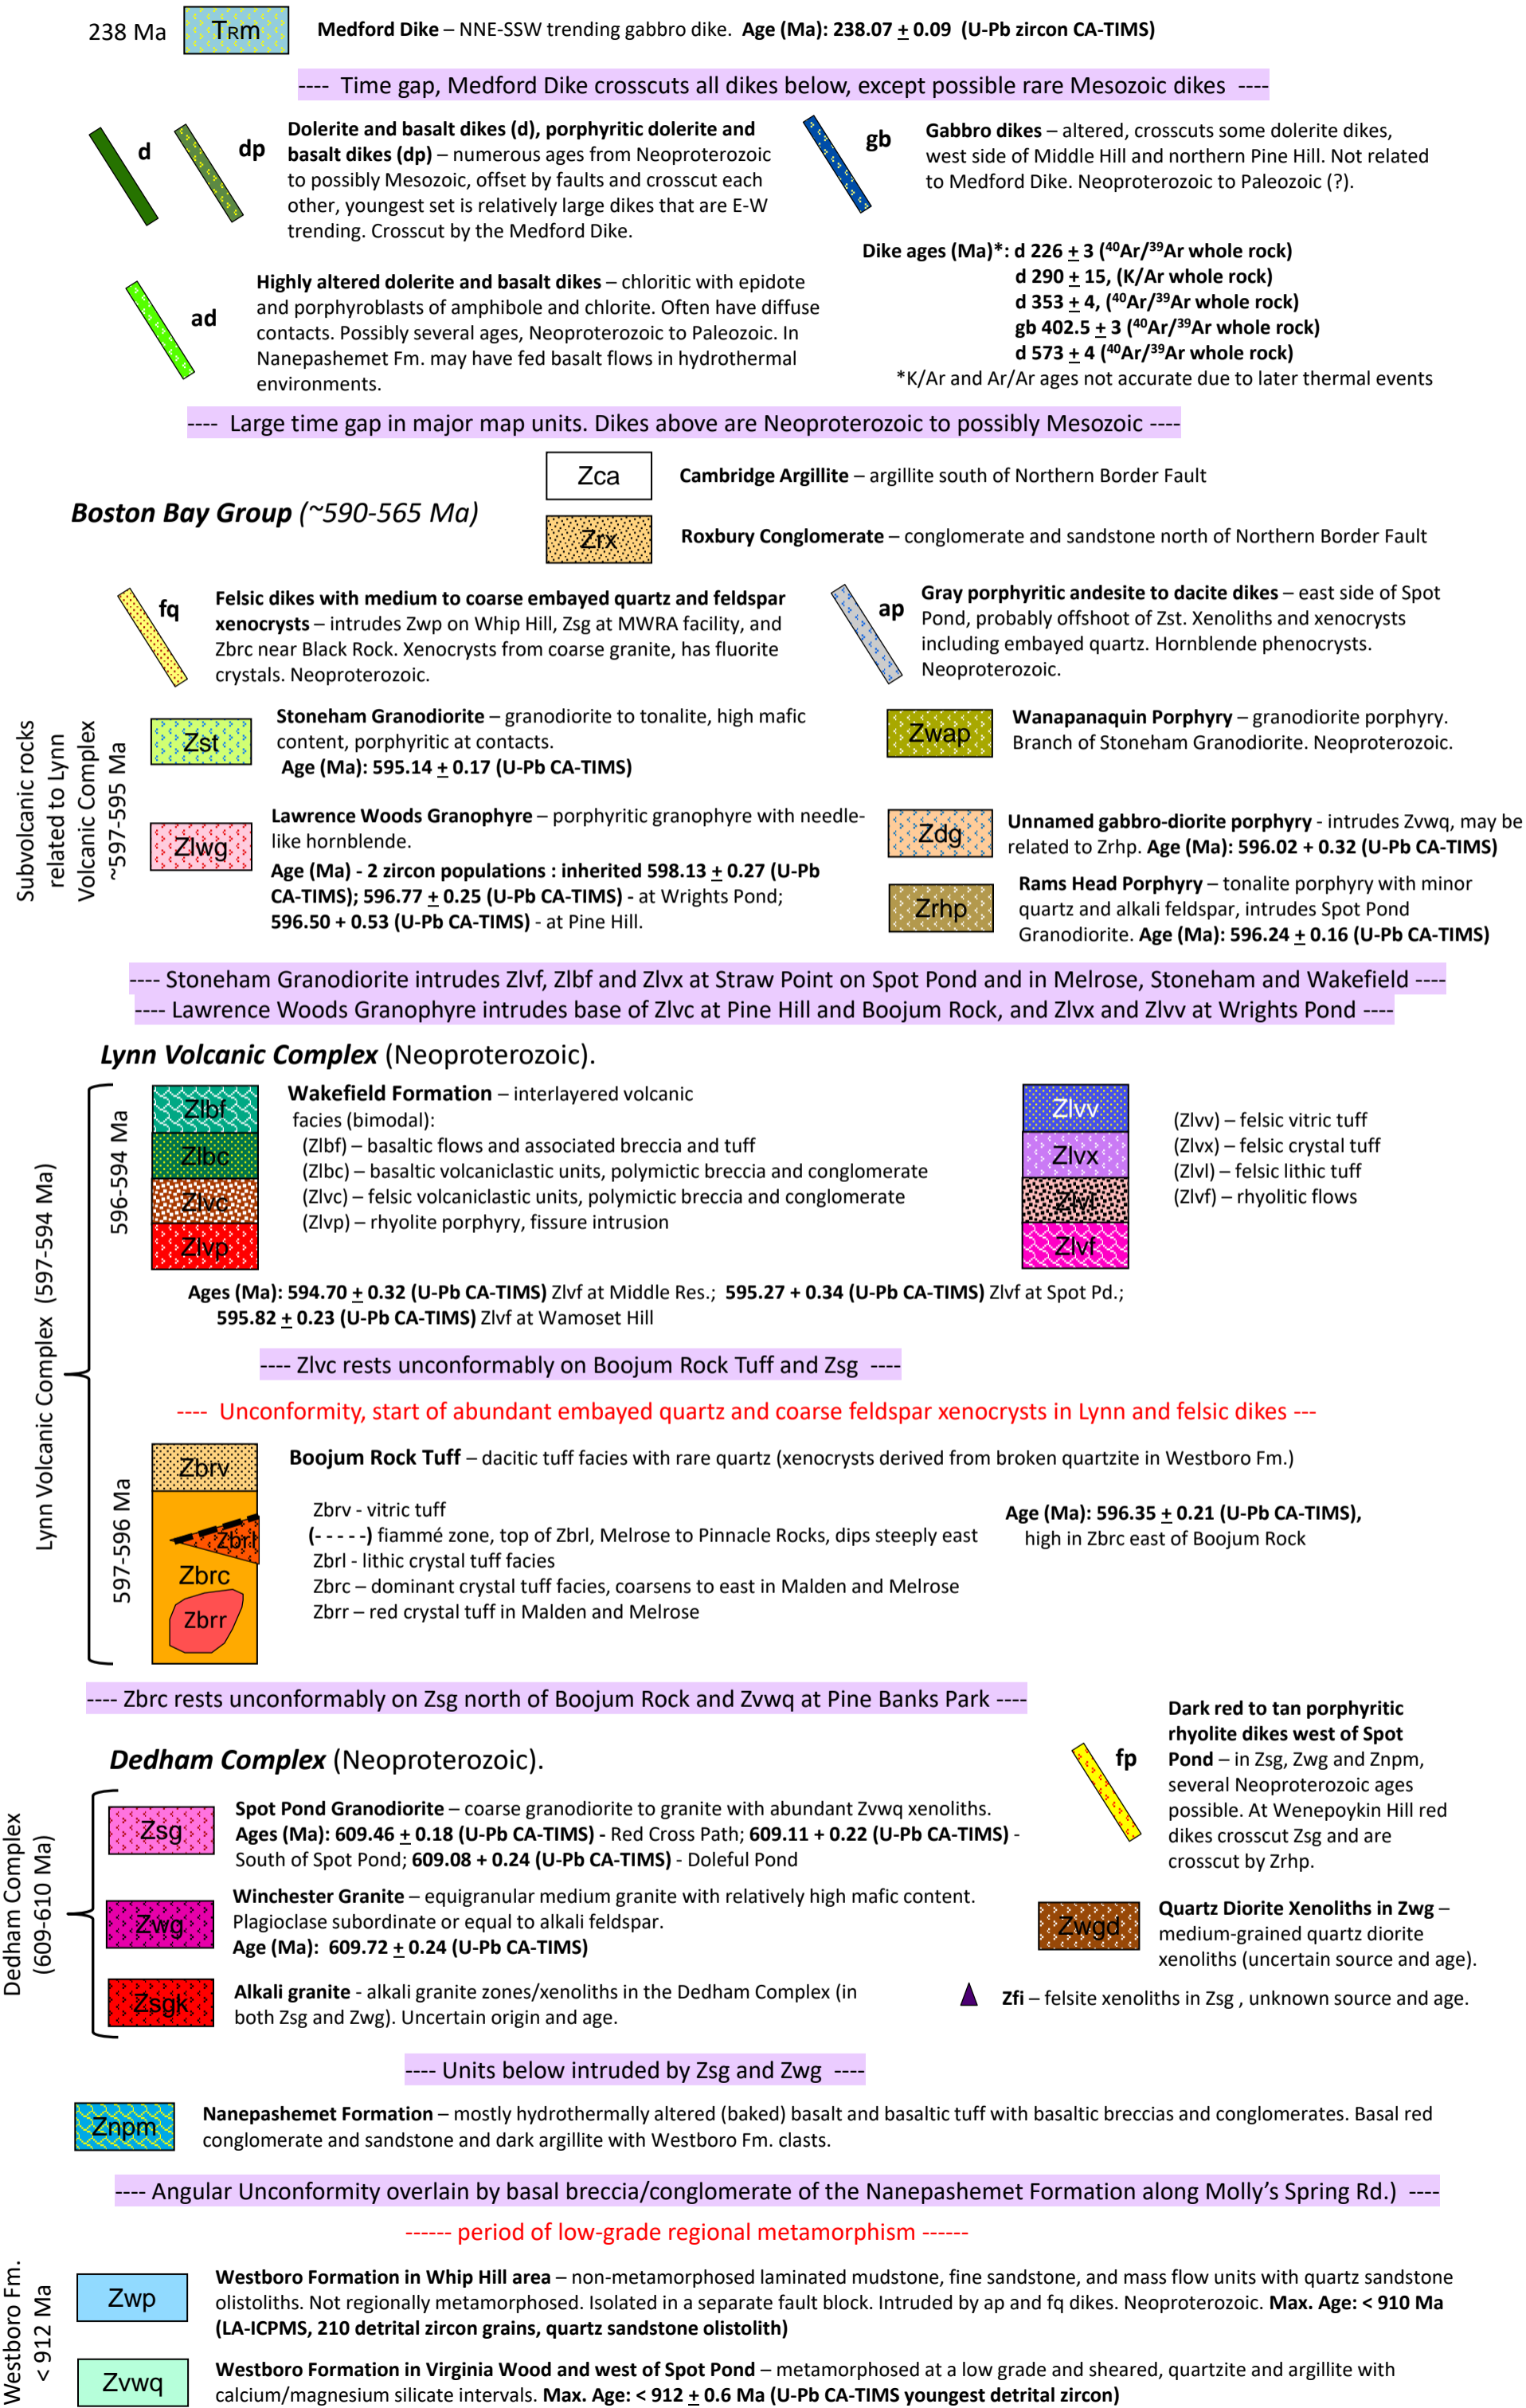 238 Ma
TRm
Medford Dike – NNE-SSW trending gabbro dike. Age (Ma): 238.07 ± 0.09 (U-Pb zircon CA-TIMS)
---- Time gap, Medford Dike crosscuts all dikes below, except possible rare Mesozoic dikes ----
d
dp
Dolerite and basalt dikes (d), porphyritic dolerite and
basalt dikes (dp) – numerous ages from Neoproterozoic
to possibly Mesozoic, offset by faults and crosscut each
other, youngest set is relatively large dikes that are E-W
trending. Crosscut by the Medford Dike.
gb
Gabbro dikes – altered, crosscuts some dolerite dikes,
west side of Middle Hill and northern Pine Hill. Not related
to Medford Dike. Neoproterozoic to Paleozoic (?).
ad
Highly altered dolerite and basalt dikes – chloritic with epidote
and porphyroblasts of amphibole and chlorite. Often have diffuse
contacts. Possibly several ages, Neoproterozoic to Paleozoic. In
Nanepashemet Fm. may have fed basalt flows in hydrothermal
environments.
Dike ages (Ma)*: d 226 ± 3 (⁴⁰Ar/³⁹Ar whole rock)
d 290 ± 15, (K/Ar whole rock)
d 353 ± 4, (⁴⁰Ar/³⁹Ar whole rock)
gb 402.5 ± 3 (⁴⁰Ar/³⁹Ar whole rock)
d 573 ± 4 (⁴⁰Ar/³⁹Ar whole rock)
*K/Ar and Ar/Ar ages not accurate due to later thermal events
---- Large time gap in major map units. Dikes above are Neoproterozoic to possibly Mesozoic ----
Boston Bay Group (~590-565 Ma)
Zca
Cambridge Argillite – argillite south of Northern Border Fault
Zrx
Roxbury Conglomerate – conglomerate and sandstone north of Northern Border Fault
fq
Felsic dikes with medium to coarse embayed quartz and feldspar
xenocrysts – intrudes Zwp on Whip Hill, Zsg at MWRA facility, and
Zbrc near Black Rock. Xenocrysts from coarse granite, has fluorite
crystals. Neoproterozoic.
ap
Gray porphyritic andesite to dacite dikes – east side of Spot
Pond, probably offshoot of Zst. Xenoliths and xenocrysts
including embayed quartz. Hornblende phenocrysts.
Neoproterozoic.
Subvolcanic rocks
related to Lynn
Volcanic Complex
~597-595 Ma
Zst
Stoneham Granodiorite – granodiorite to tonalite, high mafic
content, porphyritic at contacts.
Age (Ma): 595.14 ± 0.17 (U-Pb CA-TIMS)
Zwap
Wanapanaquin Porphyry – granodiorite porphyry.
Branch of Stoneham Granodiorite. Neoproterozoic.
Zlwg
Lawrence Woods Granophyre – porphyritic granophyre with needle-
like hornblende.
Age (Ma) - 2 zircon populations : inherited 598.13 ± 0.27 (U-Pb
CA-TIMS); 596.77 ± 0.25 (U-Pb CA-TIMS) - at Wrights Pond;
596.50 + 0.53 (U-Pb CA-TIMS) - at Pine Hill.
Zdg
Unnamed gabbro-diorite porphyry - intrudes Zvwq, may be
related to Zrhp. Age (Ma): 596.02 + 0.32 (U-Pb CA-TIMS)
Zrhp
Rams Head Porphyry – tonalite porphyry with minor
quartz and alkali feldspar, intrudes Spot Pond
Granodiorite. Age (Ma): 596.24 ± 0.16 (U-Pb CA-TIMS)
---- Stoneham Granodiorite intrudes Zlvf, Zlbf and Zlvx at Straw Point on Spot Pond and in Melrose, Stoneham and Wakefield ----
---- Lawrence Woods Granophyre intrudes base of Zlvc at Pine Hill and Boojum Rock, and Zlvx and Zlvv at Wrights Pond ----
Lynn Volcanic Complex (Neoproterozoic).
Lynn Volcanic Complex (597-594 Ma)
596-594 Ma
Zlbf
Zlbc
Zlvc
Zlvp
Wakefield Formation – interlayered volcanic
facies (bimodal):
(Zlbf) – basaltic flows and associated breccia and tuff
(Zlbc) – basaltic volcaniclastic units, polymictic breccia and conglomerate
(Zlvc) – felsic volcaniclastic units, polymictic breccia and conglomerate
(Zlvp) – rhyolite porphyry, fissure intrusion
Zlvv
Zlvx
Zlvl
Zlvf
(Zlvv) – felsic vitric tuff
(Zlvx) – felsic crystal tuff
(Zlvl) – felsic lithic tuff
(Zlvf) – rhyolitic flows
Ages (Ma): 594.70 ± 0.32 (U-Pb CA-TIMS) Zlvf at Middle Res.; 595.27 + 0.34 (U-Pb CA-TIMS) Zlvf at Spot Pd.;
595.82 ± 0.23 (U-Pb CA-TIMS) Zlvf at Wamoset Hill
---- Zlvc rests unconformably on Boojum Rock Tuff and Zsg ----
---- Unconformity, start of abundant embayed quartz and coarse feldspar xenocrysts in Lynn and felsic dikes ---
597-596 Ma
Zbrv
Zbrl
Zbrc
Zbrr
Boojum Rock Tuff – dacitic tuff facies with rare quartz (xenocrysts derived from broken quartzite in Westboro Fm.)
Zbrv - vitric tuff
(- - - - -) fiammé zone, top of Zbrl, Melrose to Pinnacle Rocks, dips steeply east
Zbrl - lithic crystal tuff facies
Zbrc – dominant crystal tuff facies, coarsens to east in Malden and Melrose
Zbrr – red crystal tuff in Malden and Melrose
Age (Ma): 596.35 ± 0.21 (U-Pb CA-TIMS),
high in Zbrc east of Boojum Rock
---- Zbrc rests unconformably on Zsg north of Boojum Rock and Zvwq at Pine Banks Park ----
Dedham Complex (Neoproterozoic).
fp
Dark red to tan porphyritic
rhyolite dikes west of Spot
Pond – in Zsg, Zwg and Znpm,
several Neoproterozoic ages
possible. At Wenepoykin Hill red
dikes crosscut Zsg and are
crosscut by Zrhp.
Dedham Complex
(609-610 Ma)
Zsg
Spot Pond Granodiorite – coarse granodiorite to granite with abundant Zvwq xenoliths.
Ages (Ma): 609.46 ± 0.18 (U-Pb CA-TIMS) - Red Cross Path; 609.11 + 0.22 (U-Pb CA-TIMS) -
South of Spot Pond; 609.08 + 0.24 (U-Pb CA-TIMS) - Doleful Pond
Zwg
Winchester Granite – equigranular medium granite with relatively high mafic content.
Plagioclase subordinate or equal to alkali feldspar.
Age (Ma): 609.72 ± 0.24 (U-Pb CA-TIMS)
Zwgd
Quartz Diorite Xenoliths in Zwg –
medium-grained quartz diorite
xenoliths (uncertain source and age).
Zsgk
Alkali granite - alkali granite zones/xenoliths in the Dedham Complex (in
both Zsg and Zwg). Uncertain origin and age.
Zfi – felsite xenoliths in Zsg , unknown source and age.
---- Units below intruded by Zsg and Zwg ----
Znpm
Nanepashemet Formation – mostly hydrothermally altered (baked) basalt and basaltic tuff with basaltic breccias and conglomerates. Basal red
conglomerate and sandstone and dark argillite with Westboro Fm. clasts.
---- Angular Unconformity overlain by basal breccia/conglomerate of the Nanepashemet Formation along Molly’s Spring Rd.) ----
------ period of low-grade regional metamorphism ------
Westboro Fm.
< 912 Ma
Zwp
Westboro Formation in Whip Hill area – non-metamorphosed laminated mudstone, fine sandstone, and mass flow units with quartz sandstone
olistoliths. Not regionally metamorphosed. Isolated in a separate fault block. Intruded by ap and fq dikes. Neoproterozoic. Max. Age: < 910 Ma
(LA-ICPMS, 210 detrital zircon grains, quartz sandstone olistolith)
Zvwq
Westboro Formation in Virginia Wood and west of Spot Pond – metamorphosed at a low grade and sheared, quartzite and argillite with
calcium/magnesium silicate intervals. Max. Age: < 912 ± 0.6 Ma (U-Pb CA-TIMS youngest detrital zircon)